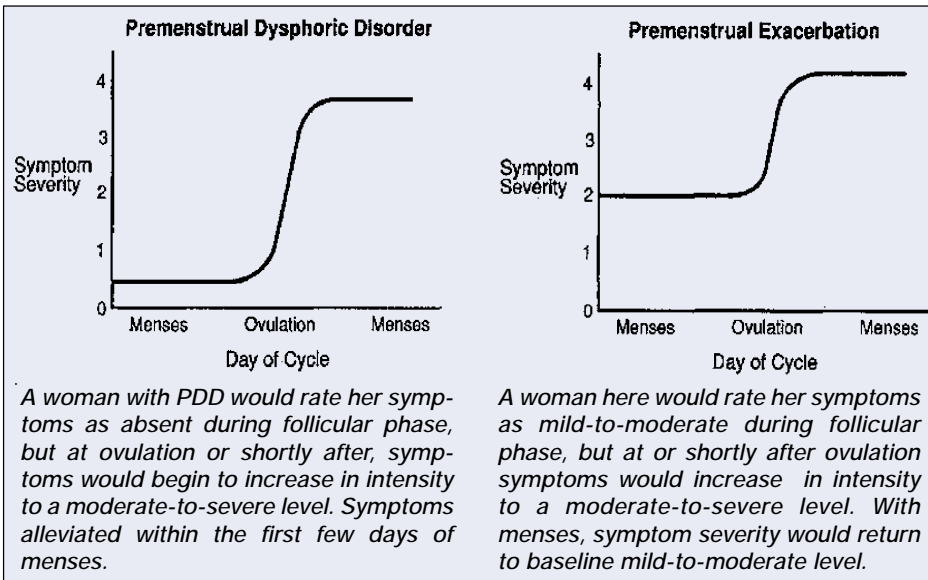 Premenstrual Dysphoric Disorder
4
3
Symptom
Severity
2
1
0
Menses
Ovulation
Menses
Day of Cycle
A woman with PDD would rate her symp-
toms as absent during follicular phase,
but at ovulation or shortly after, symp-
toms would begin to increase in intensity
to a moderate-to-severe level. Symptoms
alleviated within the first few days of
menses.
Premenstrual Exacerbation
4
3
Symptom
Severity
2
1
0
Menses
Ovulation
Menses
Day of Cycle
A woman here would rate her symptoms
as mild-to-moderate during follicular
phase, but at or shortly after ovulation
symptoms would increase in intensity
to a moderate-to-severe level. With
menses, symptom severity would return
to baseline mild-to-moderate level.